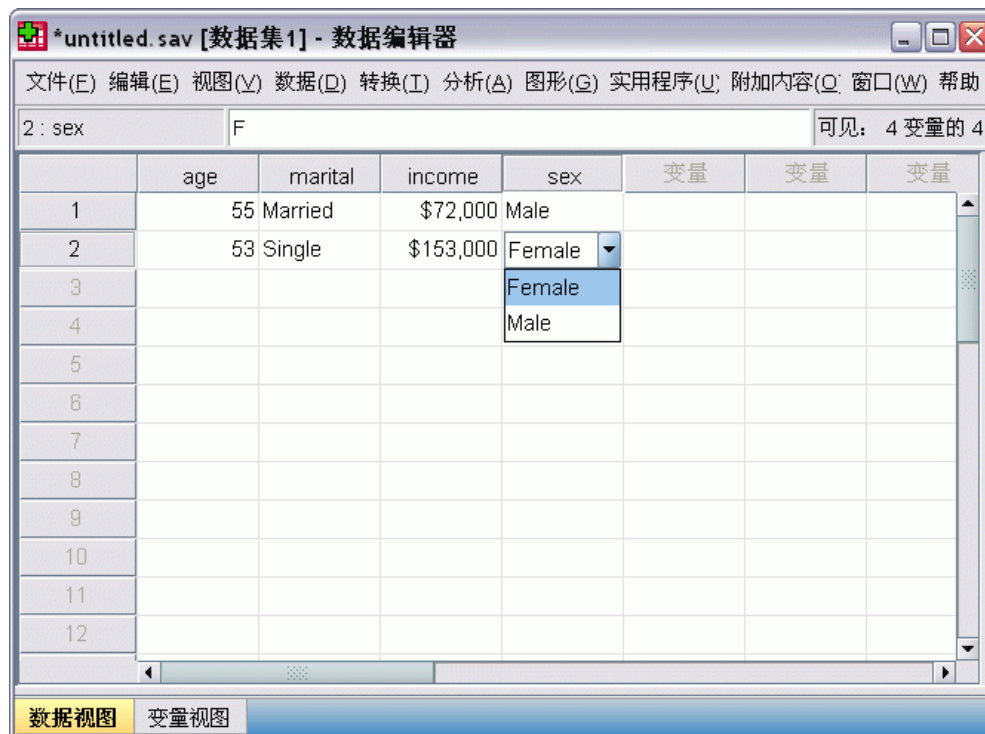 *untitled.sav [数据集1] - 数据编辑器
文件(F) 编辑(E) 视图(V) 数据(D) 转换(T) 分析(A) 图形(G) 实用程序(U) 附加内容(O) 窗口(W) 帮助
2 : sex F 可见: 4 变量的 4
age marital income sex 变量 变量 变量
1 55 Married $72,000 Male
2 53 Single $153,000 Female
3 Female
4 Male
5
6
7
8
9
10
11
12
数据视图 变量视图